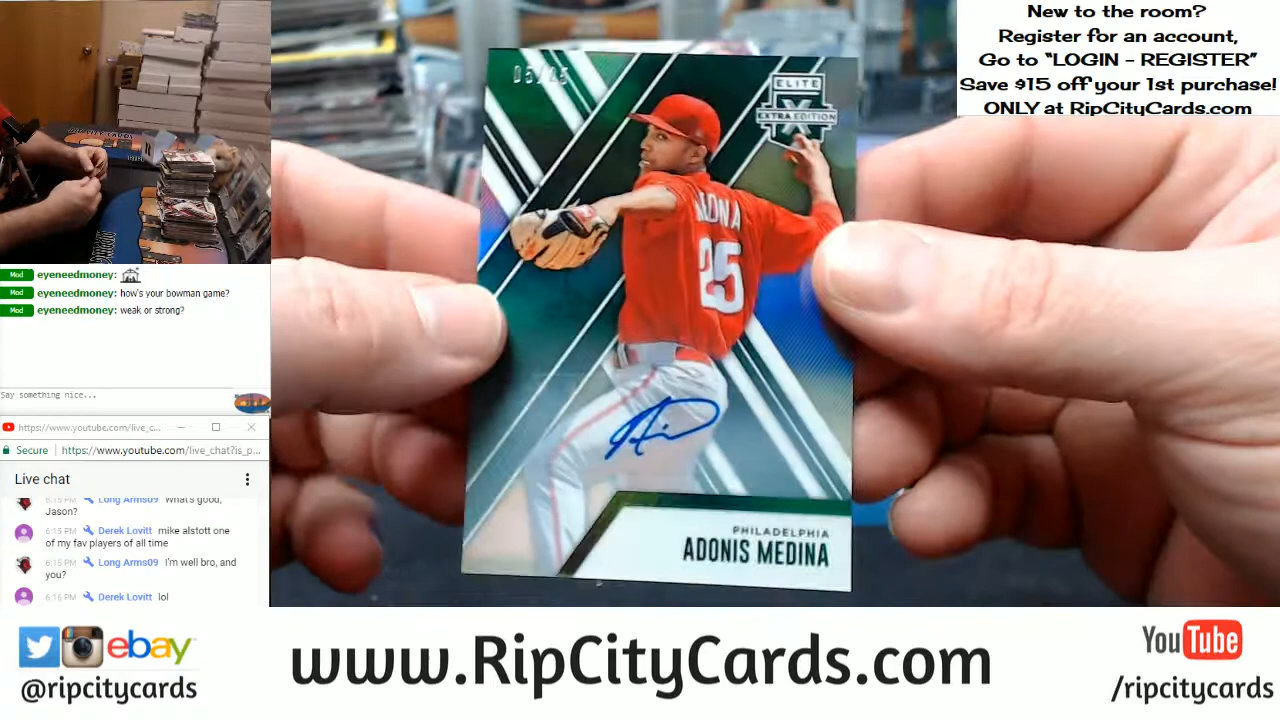 New to the room?
Register for an account,
Go to "LOGIN - REGISTER"
Save $15 off your 1st purchase!
ONLY at RipCityCards.com
ELITE
X
EXTRA EDITION
25
PHILADELPHIA
ADONIS MEDINA
Mod eyeneedmoney:
Mod eyeneedmoney: how's your bowman game?
Mod eyeneedmoney: weak or strong?
Say something nice...
https://www.youtube.com/live_c...
Secure https://www.youtube.com/live_chat?is_p...
Live chat
6:15 PM Long Arms09 What's good,
Jason?
6:15 PM Derek Lovitt mike alstott one
of my fav players of all time
6:16 PM Long Arms09 I'm well bro, and
you?
6:16 PM Derek Lovitt lol
ebay
@ripcitycards
www.RipCityCards.com
YouTube
/ripcitycards